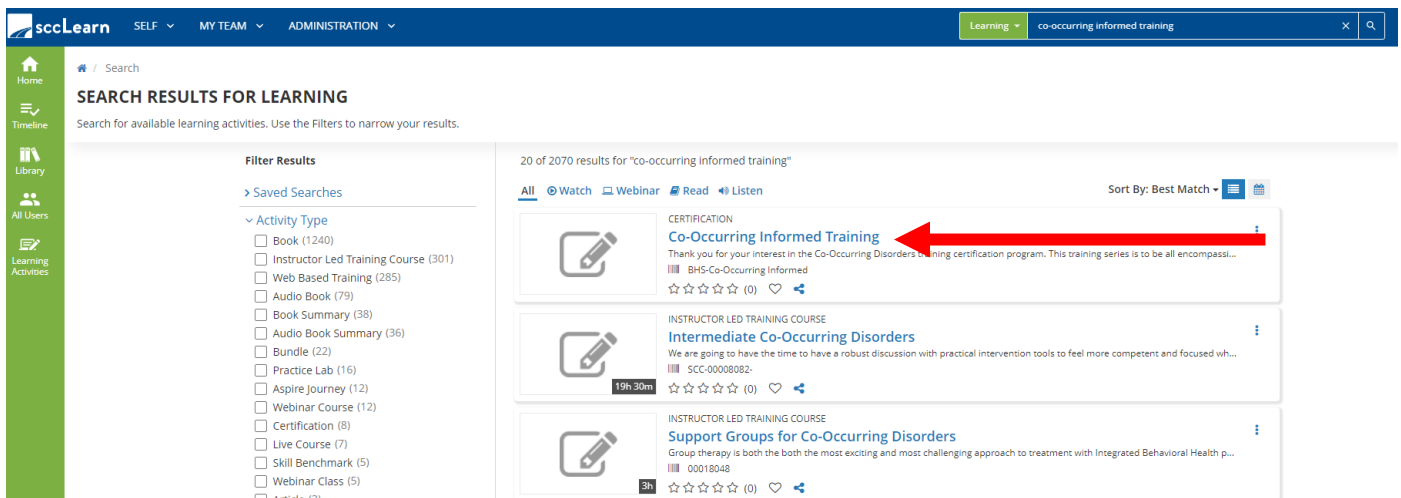 sccLearn SELF MY TEAM ADMINISTRATION Learning co-occurring informed training
Home
Timeline
Library
All Users
Learning
Activities
/ Search
SEARCH RESULTS FOR LEARNING
Search for available learning activities. Use the Filters to narrow your results.
Filter Results
Saved Searches
Activity Type
Book (1240)
Instructor Led Training Course (301)
Web Based Training (285)
Audio Book (79)
Book Summary (38)
Audio Book Summary (36)
Bundle (22)
Practice Lab (16)
Aspire Journey (12)
Webinar Course (12)
Certification (8)
Live Course (7)
Skill Benchmark (5)
Webinar Class (5)
20 of 2070 results for "co-occurring informed training"
All Watch Webinar Read Listen Sort By: Best Match
CERTIFICATION
Co-Occurring Informed Training
Thank you for your interest in the Co-Occurring Disorders training certification program. This training series is to be all encompassi...
BHS-Co-Occurring Informed
(0)
INSTRUCTOR LED TRAINING COURSE
Intermediate Co-Occurring Disorders
We are going to have the time to have a robust discussion with practical intervention tools to feel more competent and focused wh...
SCC-00008082-
19h 30m (0)
INSTRUCTOR LED TRAINING COURSE
Support Groups for Co-Occurring Disorders
Group therapy is both the both the most exciting and most challenging approach to treatment with Integrated Behavioral Health p...
00018048
3h (0)